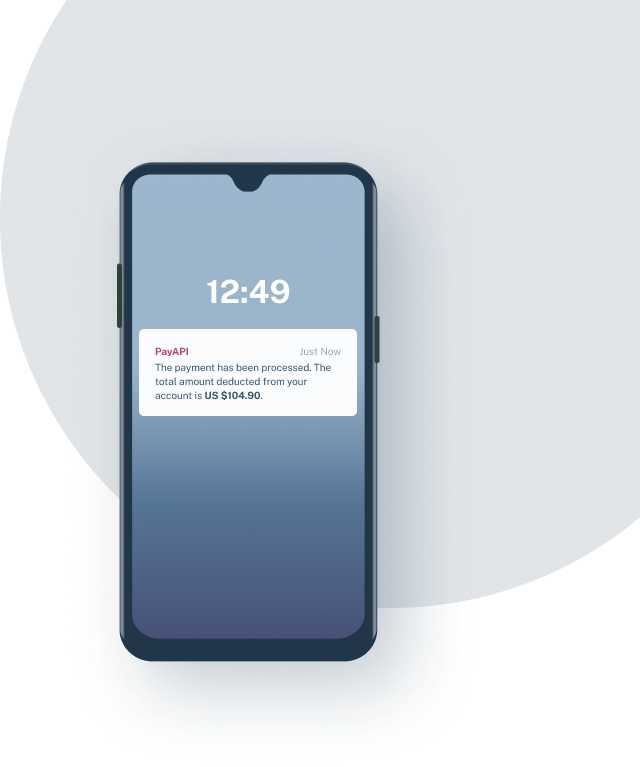 12:49
PayAPI Just Now
The payment has been processed. The
total amount deducted from your
account is US $104.90.